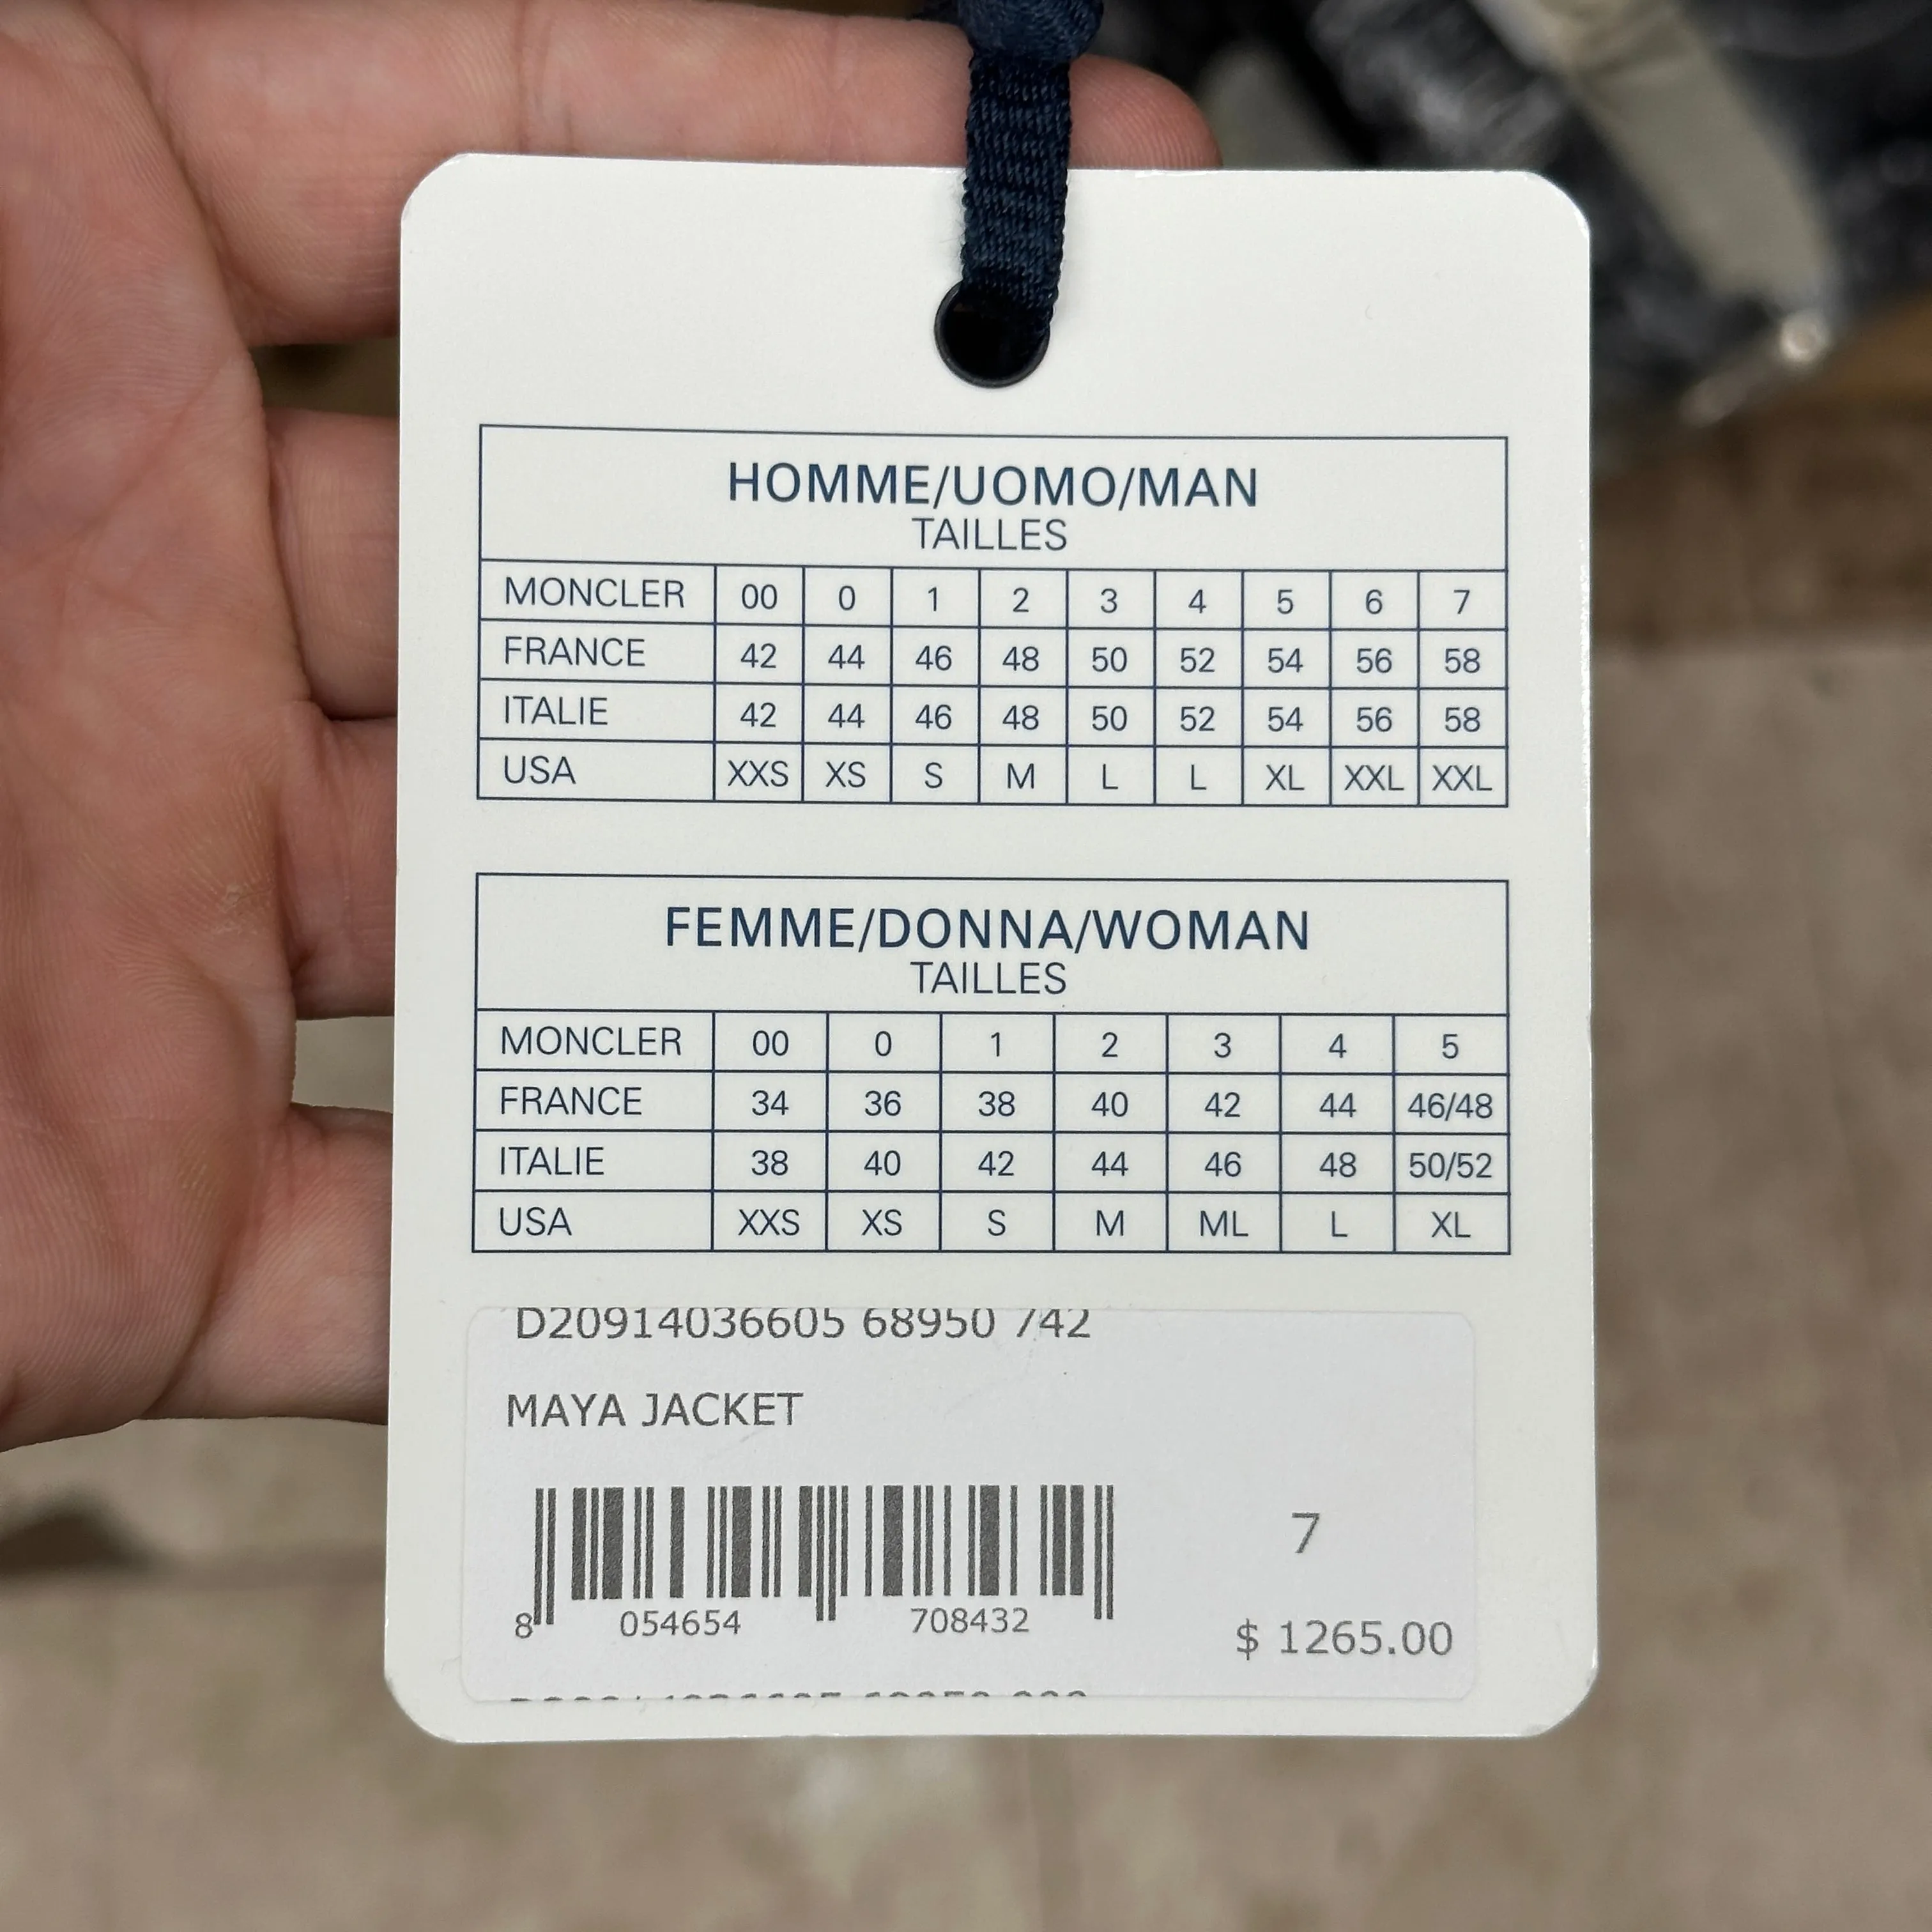 HOMME/UOMO/MAN
TAILLES
MONCLER 00 0 1 2 3 4 5 6 7
FRANCE 42 44 46 48 50 52 54 56 58
ITALIE 42 44 46 48 50 52 54 56 58
USA XXS XS S M L L XL XXL XXL
FEMME/DONNA/WOMAN
TAILLES
MONCLER 00 0 1 2 3 4 5
FRANCE 34 36 38 40 42 44 46/48
ITALIE 38 40 42 44 46 48 50/52
USA XXS XS S M ML L XL
D20914036605 68950 742
MAYA JACKET
7
8 054654 708432
$ 1265.00